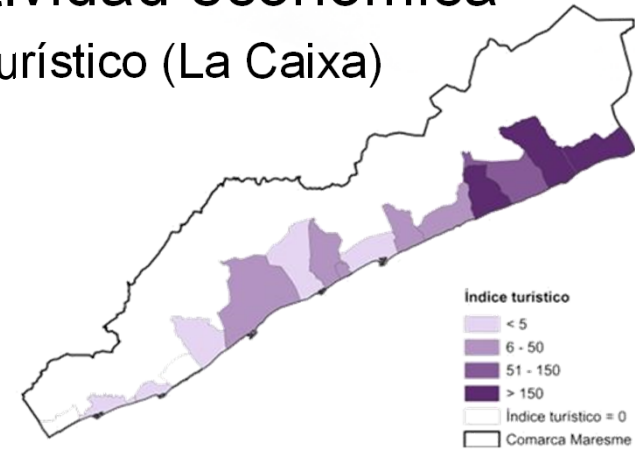 urístico (La Caixa)
Índice turístico
< 5
6 - 50
51 - 150
> 150
Índice turístico = 0
Comarca Maresme